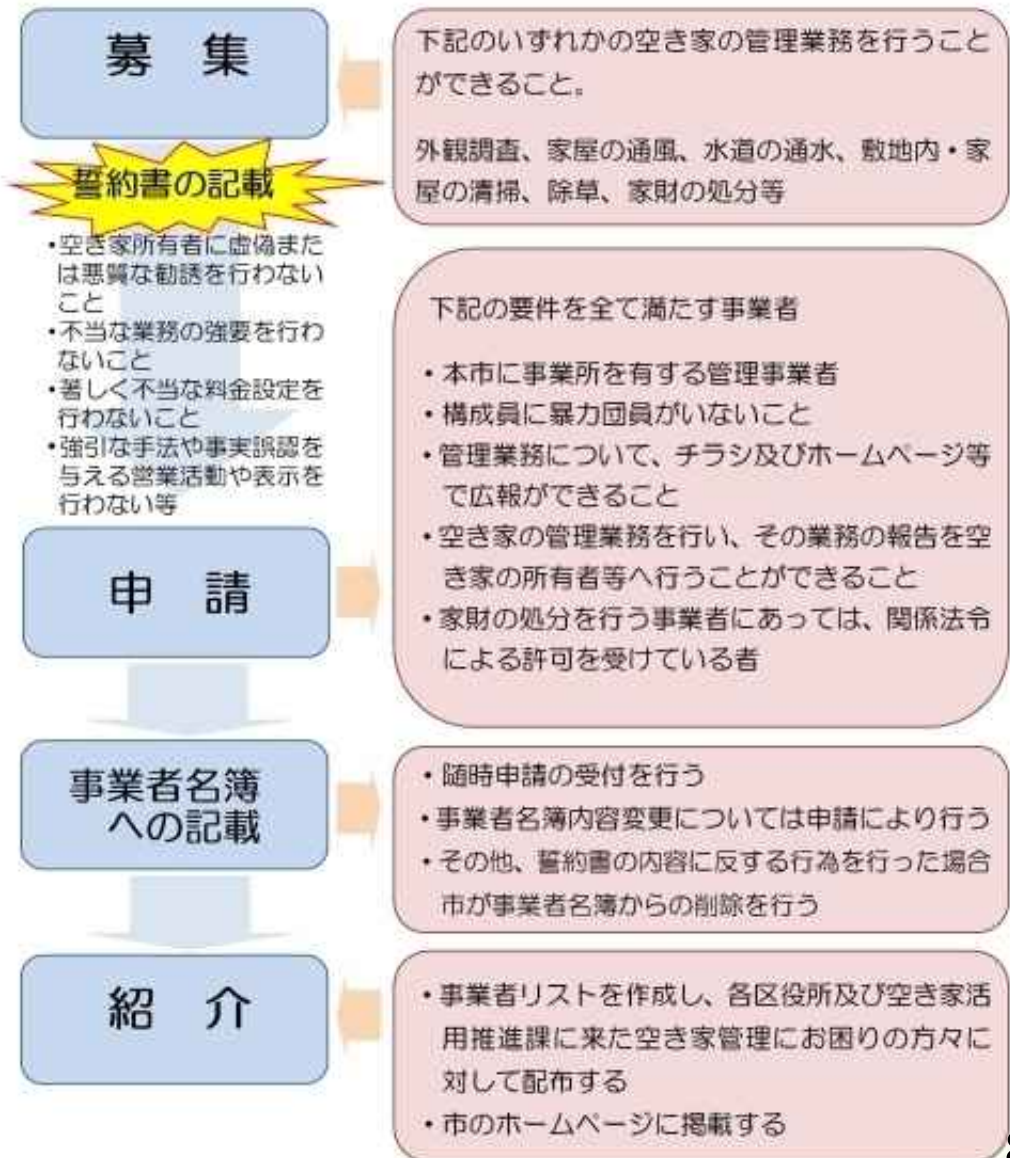 募 集
下記のいずれかの空き家の管理業務を行うこと
ができること。
外観調査、家屋の通風、水道の通水、敷地内・家
屋の清掃、除草、家財の処分等
誓約書の記載
・空き家所有者に虚偽また
は悪質な勧誘を行わない
こと
・不当な業務の強要を行わ
ないこと
・著しく不当な料金設定を
行わないこと
・強引な手法や事実誤認を
与える営業活動や表示を
行わない等
下記の要件を全て満たす事業者
・本市に事業所を有する管理事業者
・構成員に暴力団員がいないこと
・管理業務について、チラシ及びホームページ等
で広報ができること
・空き家の管理業務を行い、その業務の報告を空
き家の所有者等へ行うことができること
・家財の処分を行う事業者にあっては、関係法令
による許可を受けている者
申 請
事業者名簿
への記載
・随時申請の受付を行う
・事業者名簿内容変更については申請により行う
・その他、誓約書の内容に反する行為を行った場合
市が事業者名簿からの削除を行う
紹 介
・事業者リストを作成し、各区役所及び空き家活
用推進課に来た空き家管理にお困りの方々に
対して配布する
・市のホームページに掲載する